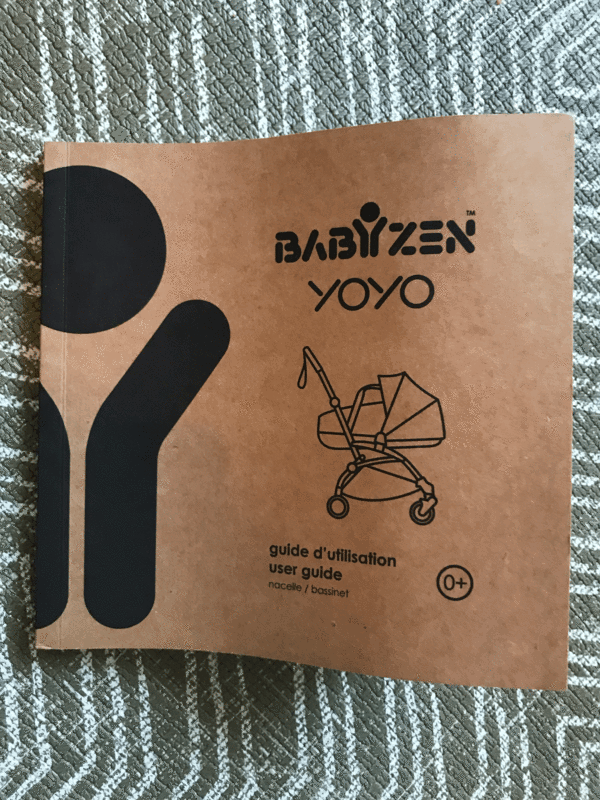 BABYZEN™
YOYO
guide d'utilisation
user guide
nacelle / bassinet
0+